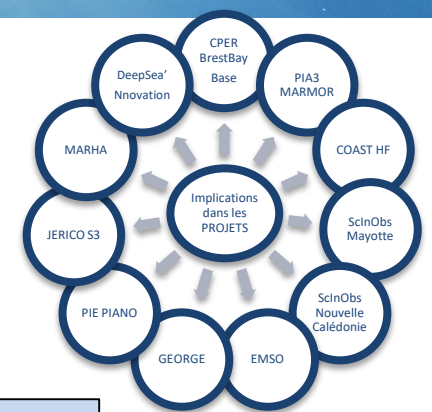 CPER
BrestBay
Base
PIA3
MARMOR
COAST HF
ScInObs
Mayotte
ScInObs
Nouvelle
Calédonie
EMSO
GEORGE
PIE PIANO
JERICO S3
MARHA
DeepSea'
Nnovation
Implications
dans les
PROJETS